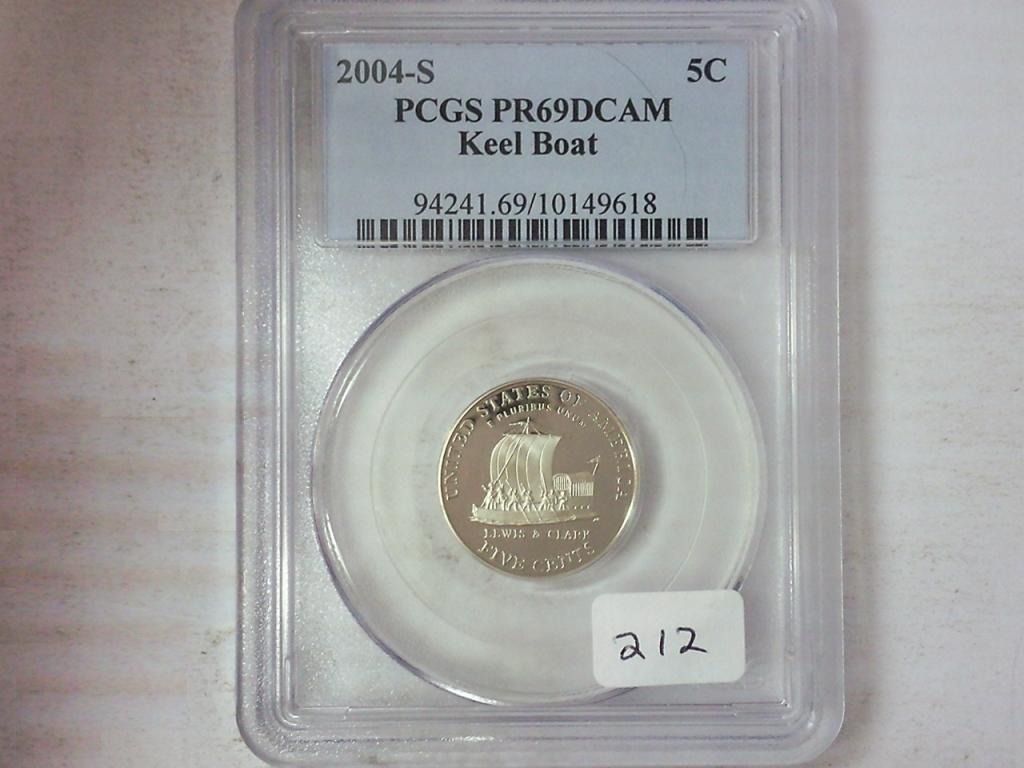 2004-S 5C
PCGS PR69DCAM
Keel Boat
94241.69/10149618
UNITED STATES OF AMERICA
E PLURIBUS UNUM
LEWIS & CLARK
FIVE CENTS
212